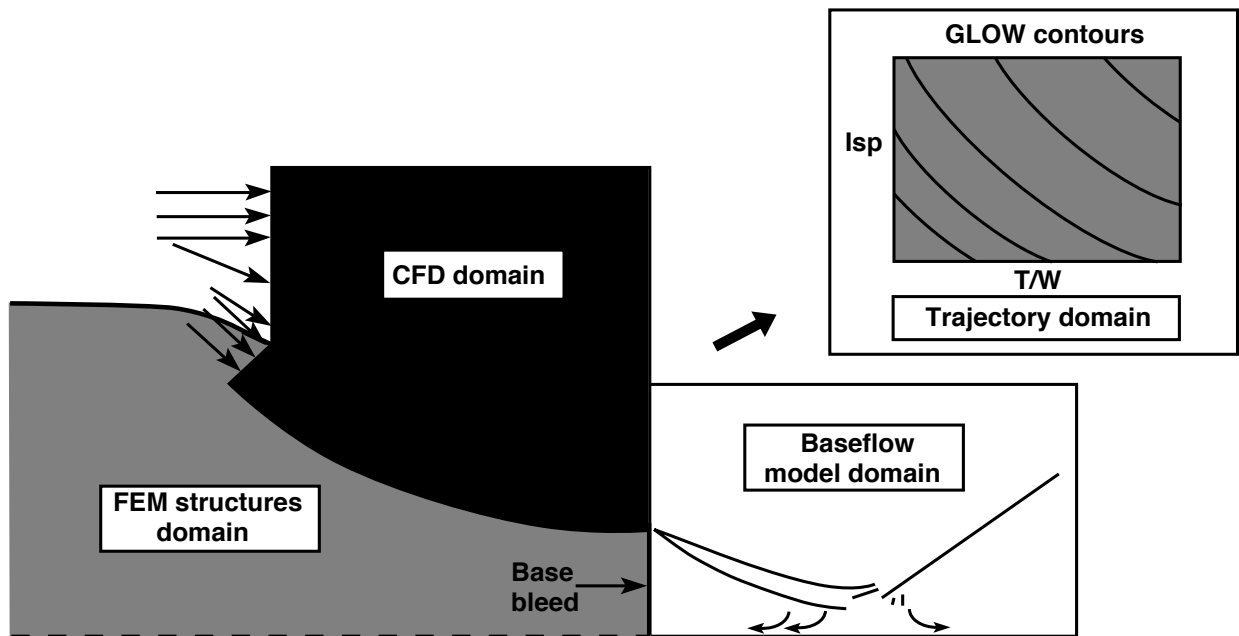 GLOW contours
Isp
T/W
Trajectory domain
CFD domain
Baseflow
model domain
FEM structures
domain
Base
bleed